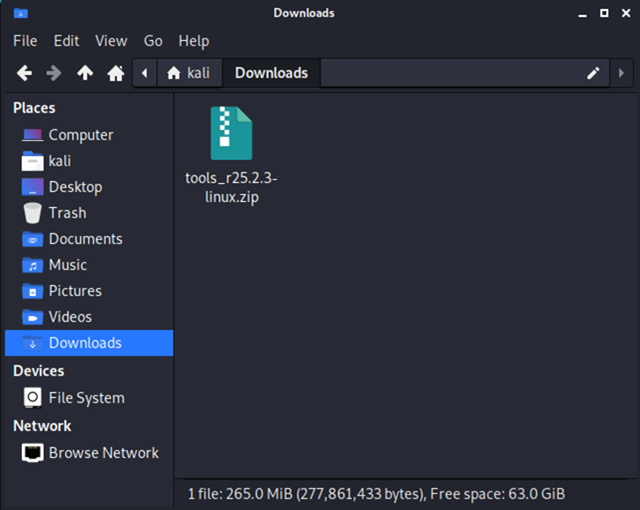 Downloads
File Edit View Go Help
kali Downloads
Places
Computer
kali
Desktop
Trash
Documents
Music
Pictures
Videos
Downloads
Devices
File System
Network
Browse Network
tools_r25.2.3-
linux.zip
1 file: 265.0 MiB (277,861,433 bytes), Free space: 63.0 GiB